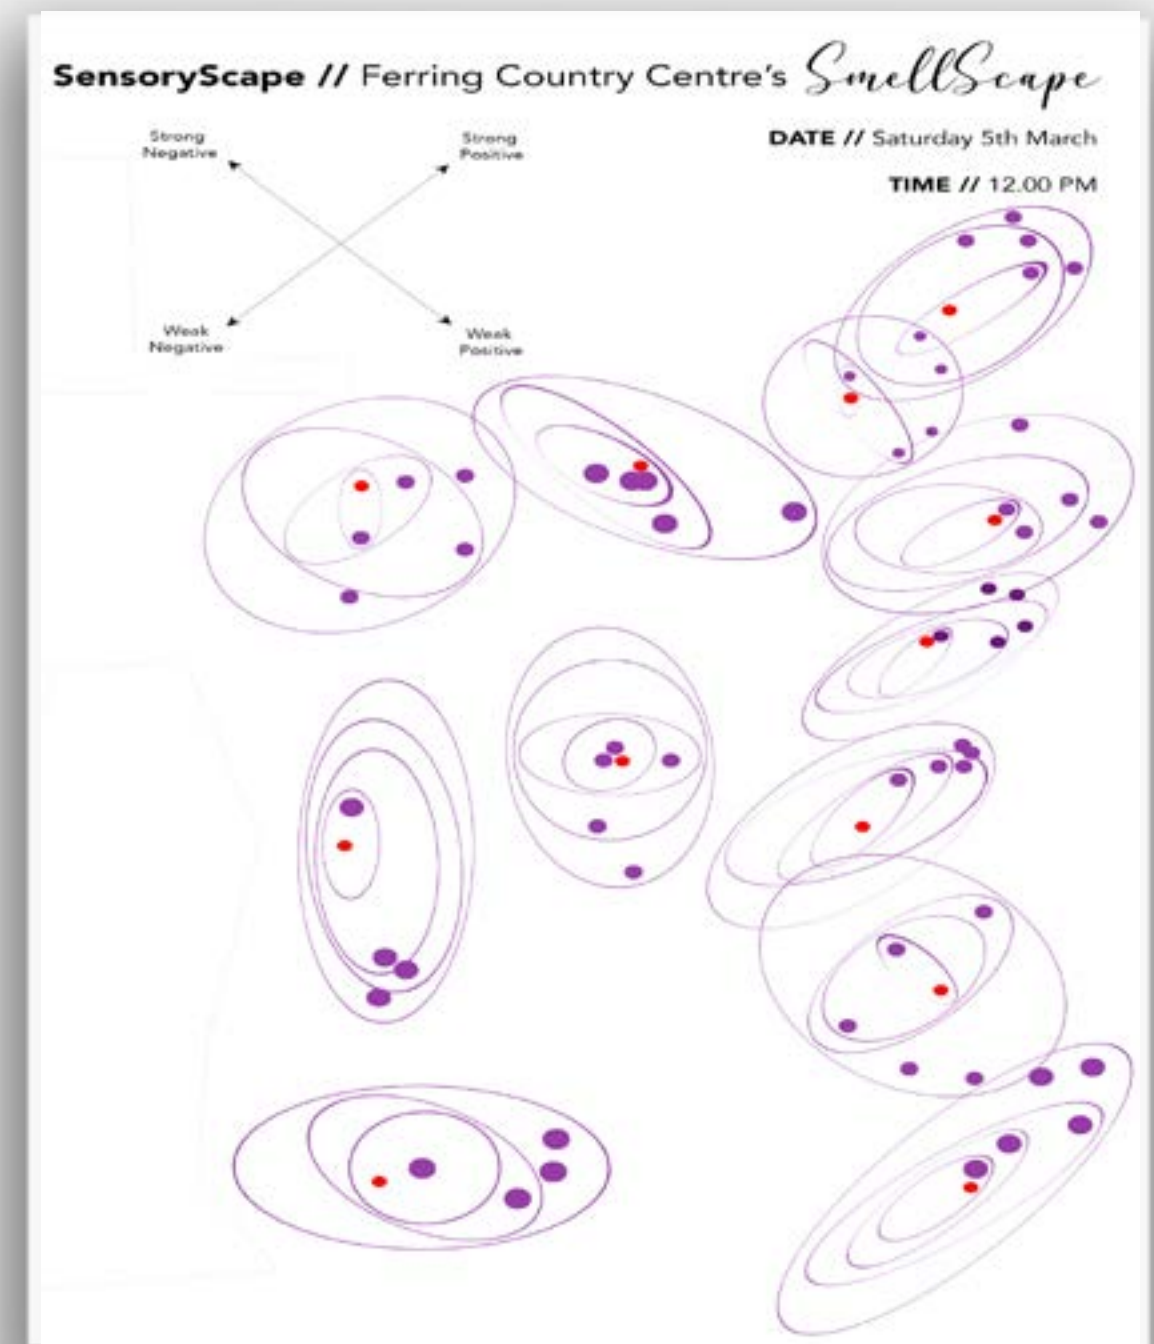 SensoryScape // Ferring Country Centre's SmellScape
DATE // Saturday 5th March
TIME // 12.00 PM
Strong
Negative
Strong
Positive
Weak
Negative
Weak
Positive